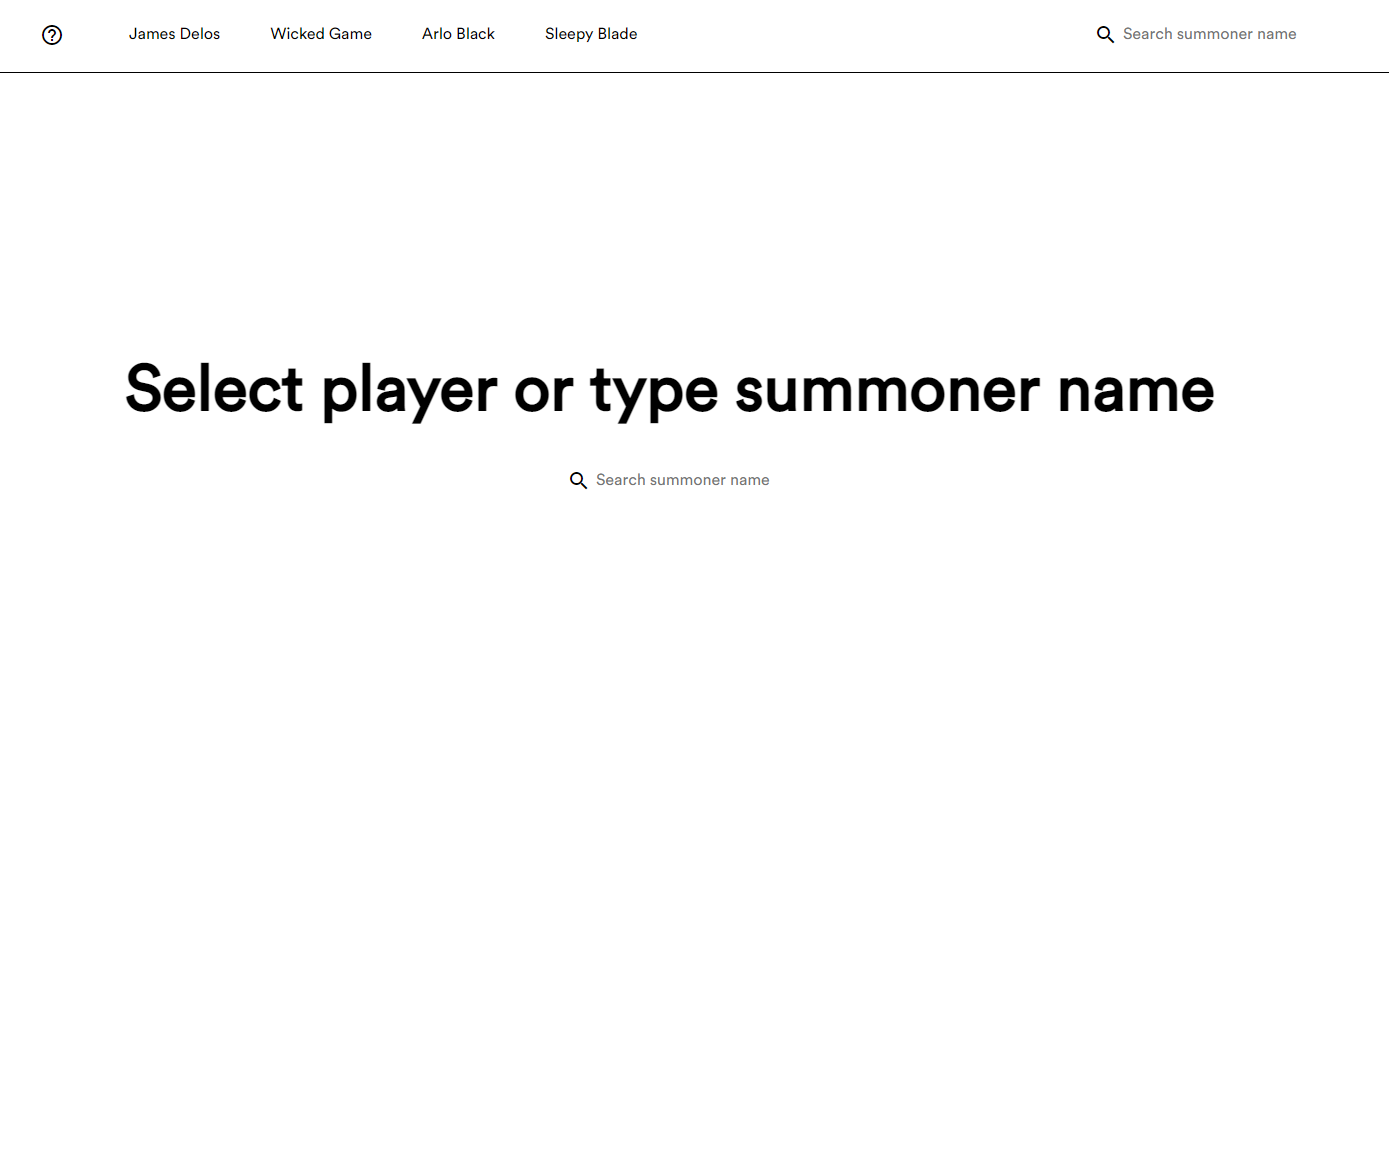 James Delos Wicked Game Arlo Black Sleepy Blade Search summoner name
Select player or type summoner name
Search summoner name